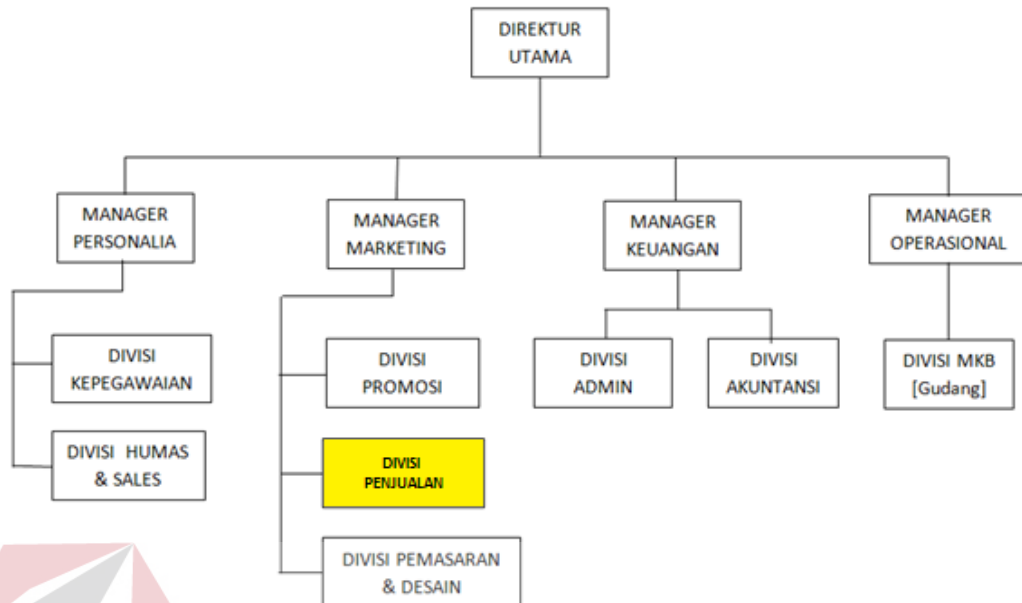 DIREKTUR
UTAMA
MANAGER
PERSONALIA
MANAGER
MARKETING
MANAGER
KEUANGAN
MANAGER
OPERASIONAL
DIVISI
KEPEGAWAIAN
DIVISI
PROMOSI
DIVISI
ADMIN
DIVISI
AKUNTANSI
DIVISI MKB
[Gudang]
DIVISI HUMAS
& SALES
DIVISI
PENJUALAN
DIVISI PEMASARAN
& DESAIN